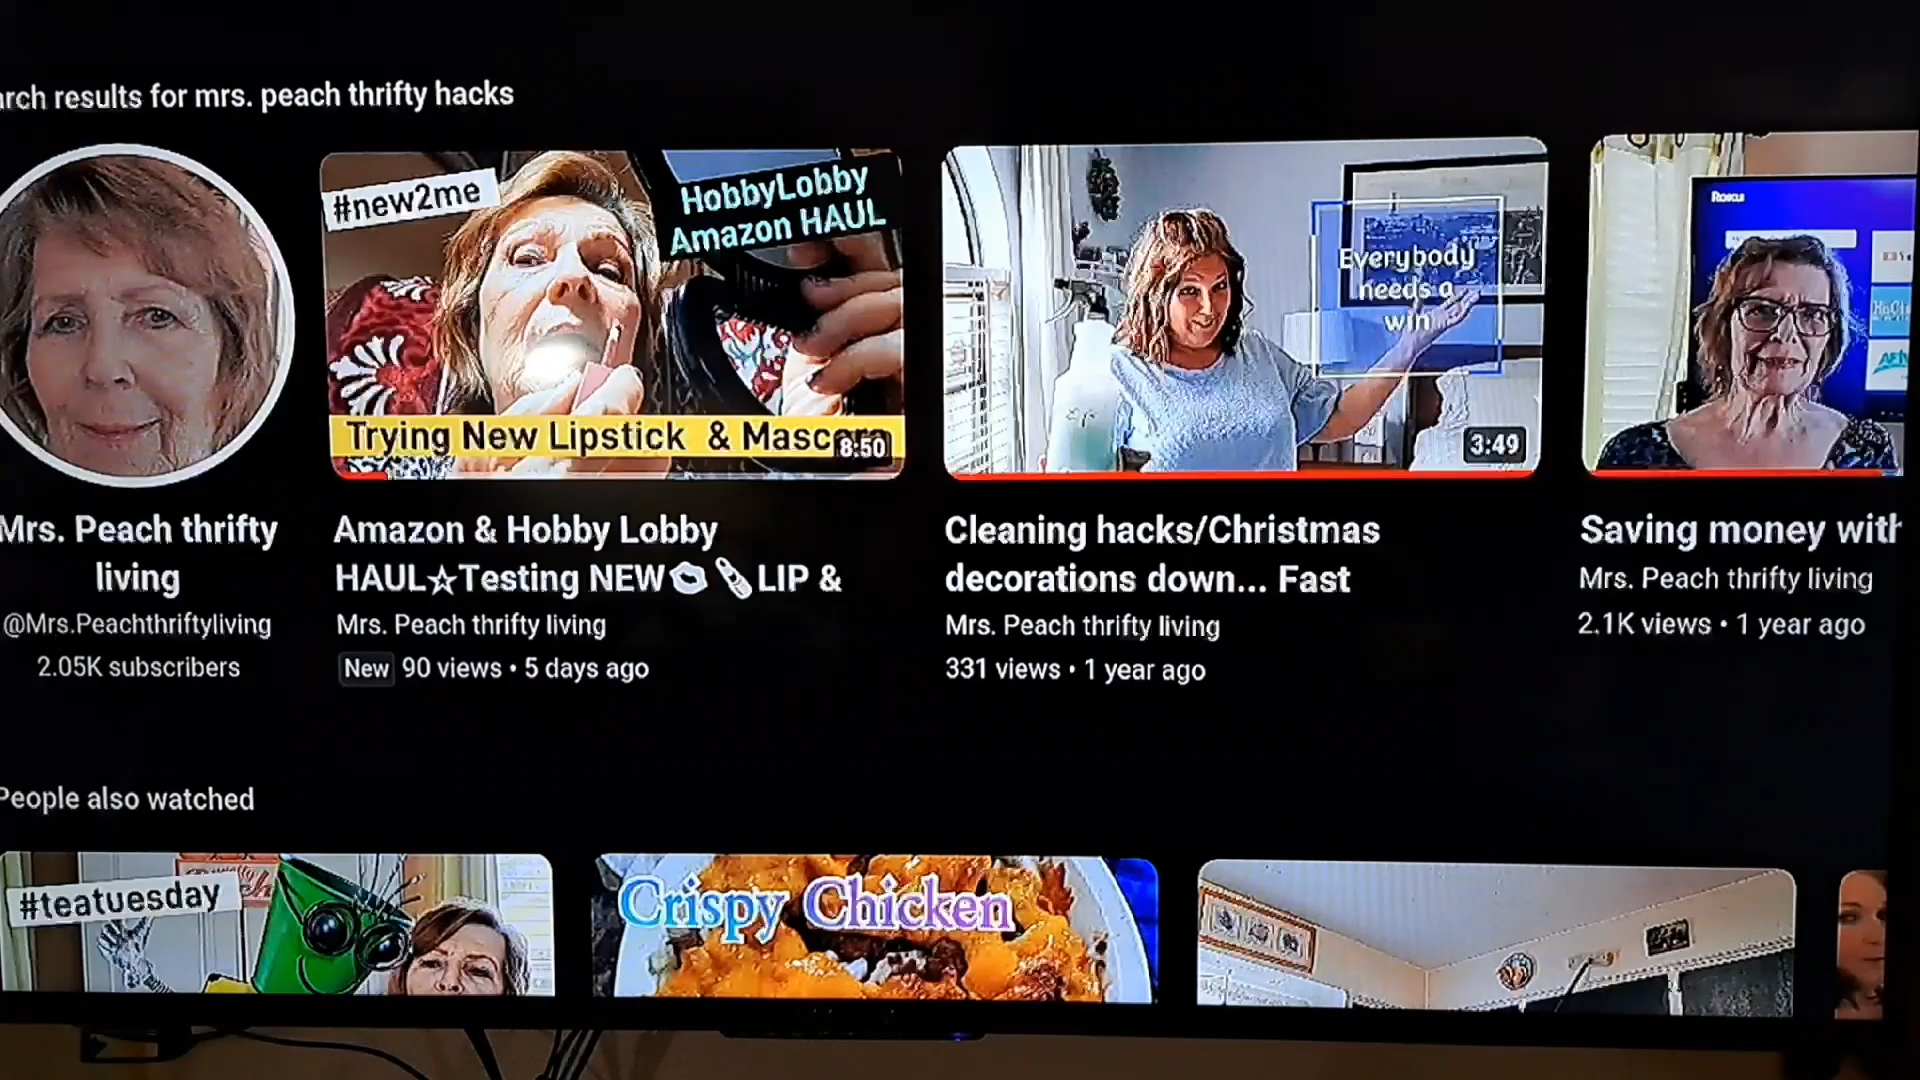 rch results for mrs. peach thrifty hacks
#new2me
HobbyLobby
Amazon HAUL
Trying New Lipstick & Masc
8:50
Everybody
needs a
win
3:49
Roku
Mrs. Peach thrifty
living
@Mrs.Peachthriftyliving
2.05K subscribers
Amazon & Hobby Lobby
HAUL☆Testing NEW👄💄LIP &
Mrs. Peach thrifty living
New 90 views • 5 days ago
Cleaning hacks/Christmas
decorations down... Fast
Mrs. Peach thrifty living
331 views • 1 year ago
Saving money with
Mrs. Peach thrifty living
2.1K views • 1 year ago
People also watched
#teatuesday
Crispy Chicken